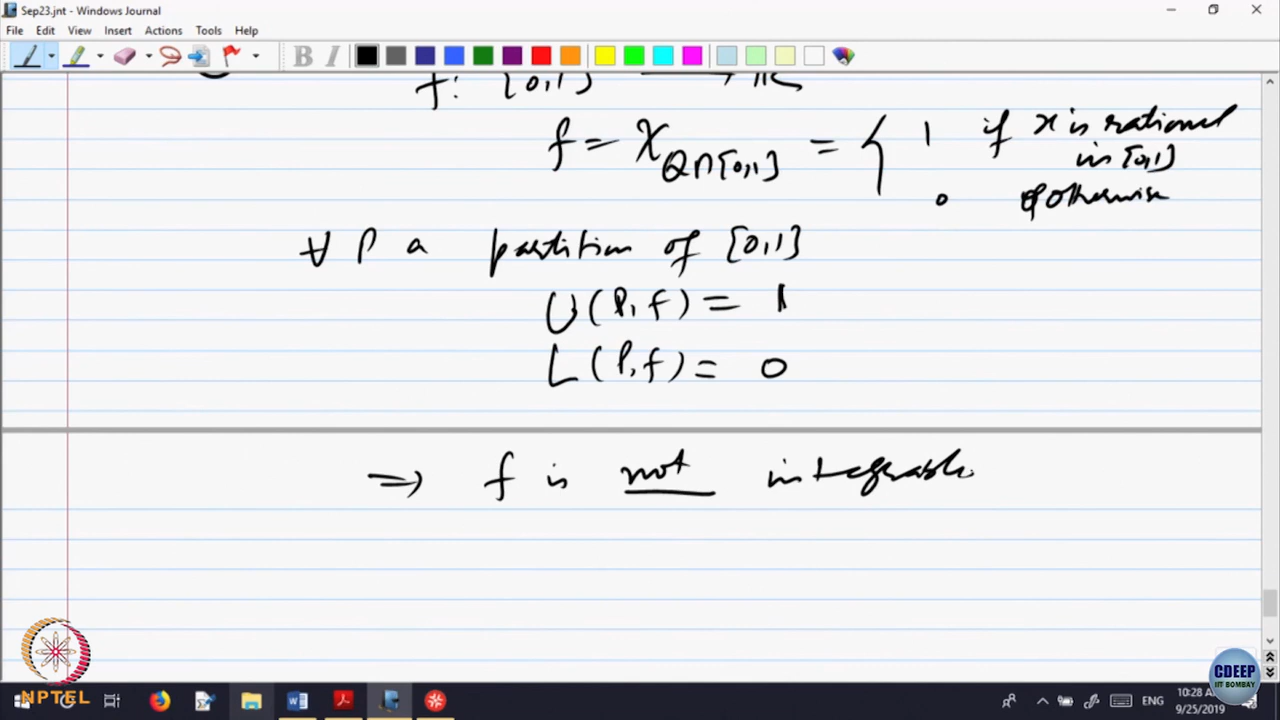 Sep23.jnt - Windows Journal
File Edit View Insert Actions Tools Help
f: [0,1] → R
f = χ_{Q∩[0,1]} = { 1 if x is rational
in [0,1]
0 otherwise
∀ P a partition of [0,1]
U(P, f) = 1
L(P, f) = 0
⇒ f is not integrable
NPTEL
CDEEP
IIT BOMBAY
ENG
10:28 A
9/25/2019